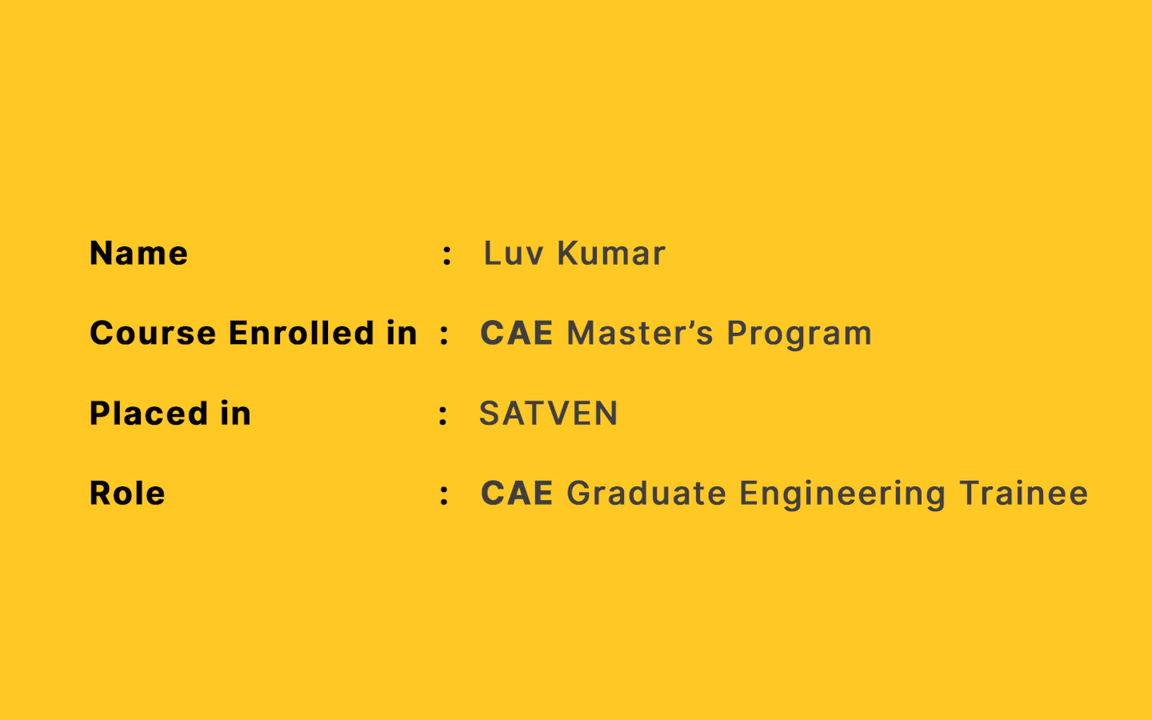 Name : Luv Kumar
Course Enrolled in : CAE Master’s Program
Placed in : SATVEN
Role : CAE Graduate Engineering Trainee